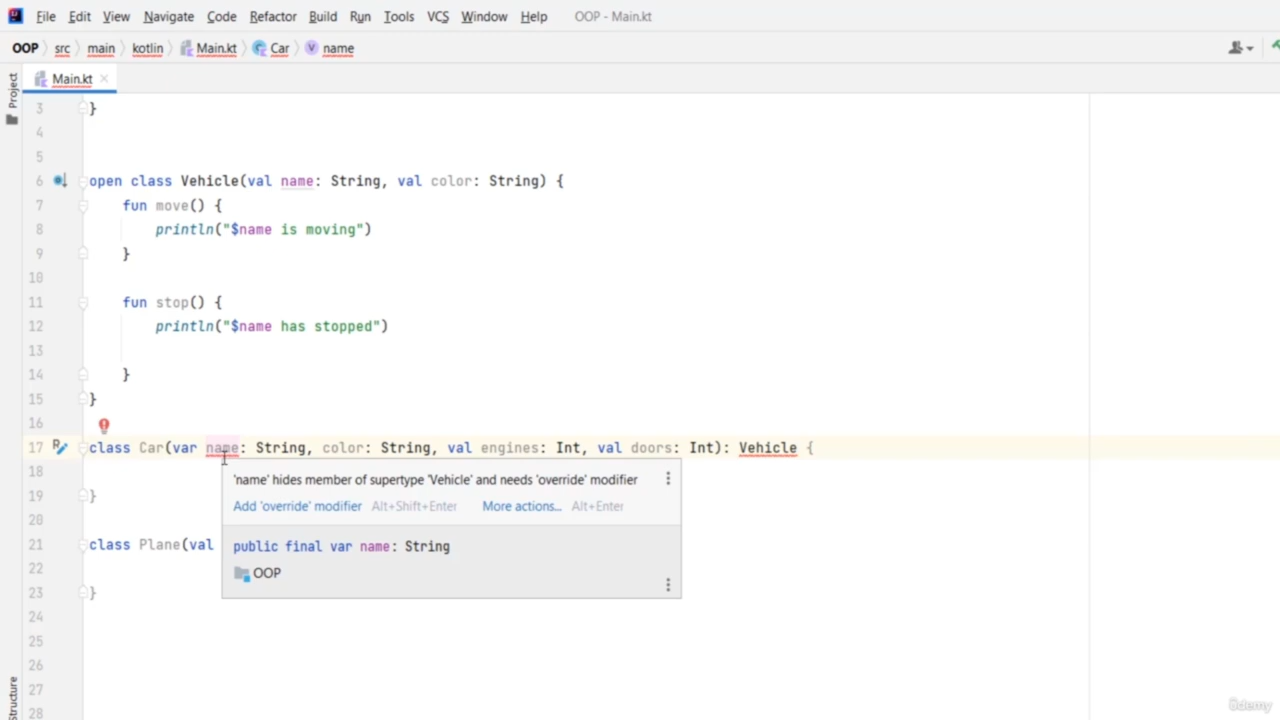 File Edit View Navigate Code Refactor Build Run Tools VCS Window Help OOP - Main.kt
OOP src main kotlin Main.kt Car name
Project
Main.kt
3 }
4
5
6 open class Vehicle(val name: String, val color: String) {
7 fun move() {
8 println("$name is moving")
9 }
10
11 fun stop() {
12 println("$name has stopped")
13
14 }
15 }
16
17 class Car(var name: String, color: String, val engines: Int, val doors: Int): Vehicle {
18
'name' hides member of supertype 'Vehicle' and needs 'override' modifier
19 }
Add 'override' modifier Alt+Shift+Enter More actions... Alt+Enter
20
21 class Plane(val
public final var name: String
22
OOP
23 }
24
25
26
27
28
Structure
ûdemy